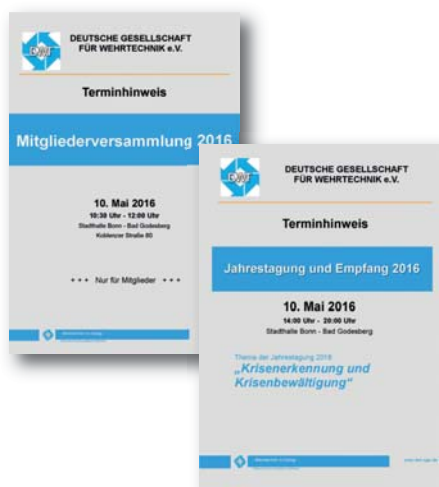 DEUTSCHE GESELLSCHAFT
FÜR WEHRTECHNIK e.V.
Terminhinweis
Mitgliederversammlung 2016
10. Mai 2016
10:30 Uhr - 12:00 Uhr
Stadthalle Bonn - Bad Godesberg
Koblenzer Straße 80
+ + + Nur für Mitglieder + + +
DWT
DEUTSCHE GESELLSCHAFT
FÜR WEHRTECHNIK e.V.
Terminhinweis
Jahrestagung und Empfang 2016
10. Mai 2016
14:00 Uhr - 20:00 Uhr
Stadthalle Bonn - Bad Godesberg
Thema der Jahrestagung 2016:
„Krisenerkennung und
Krisenbewältigung“